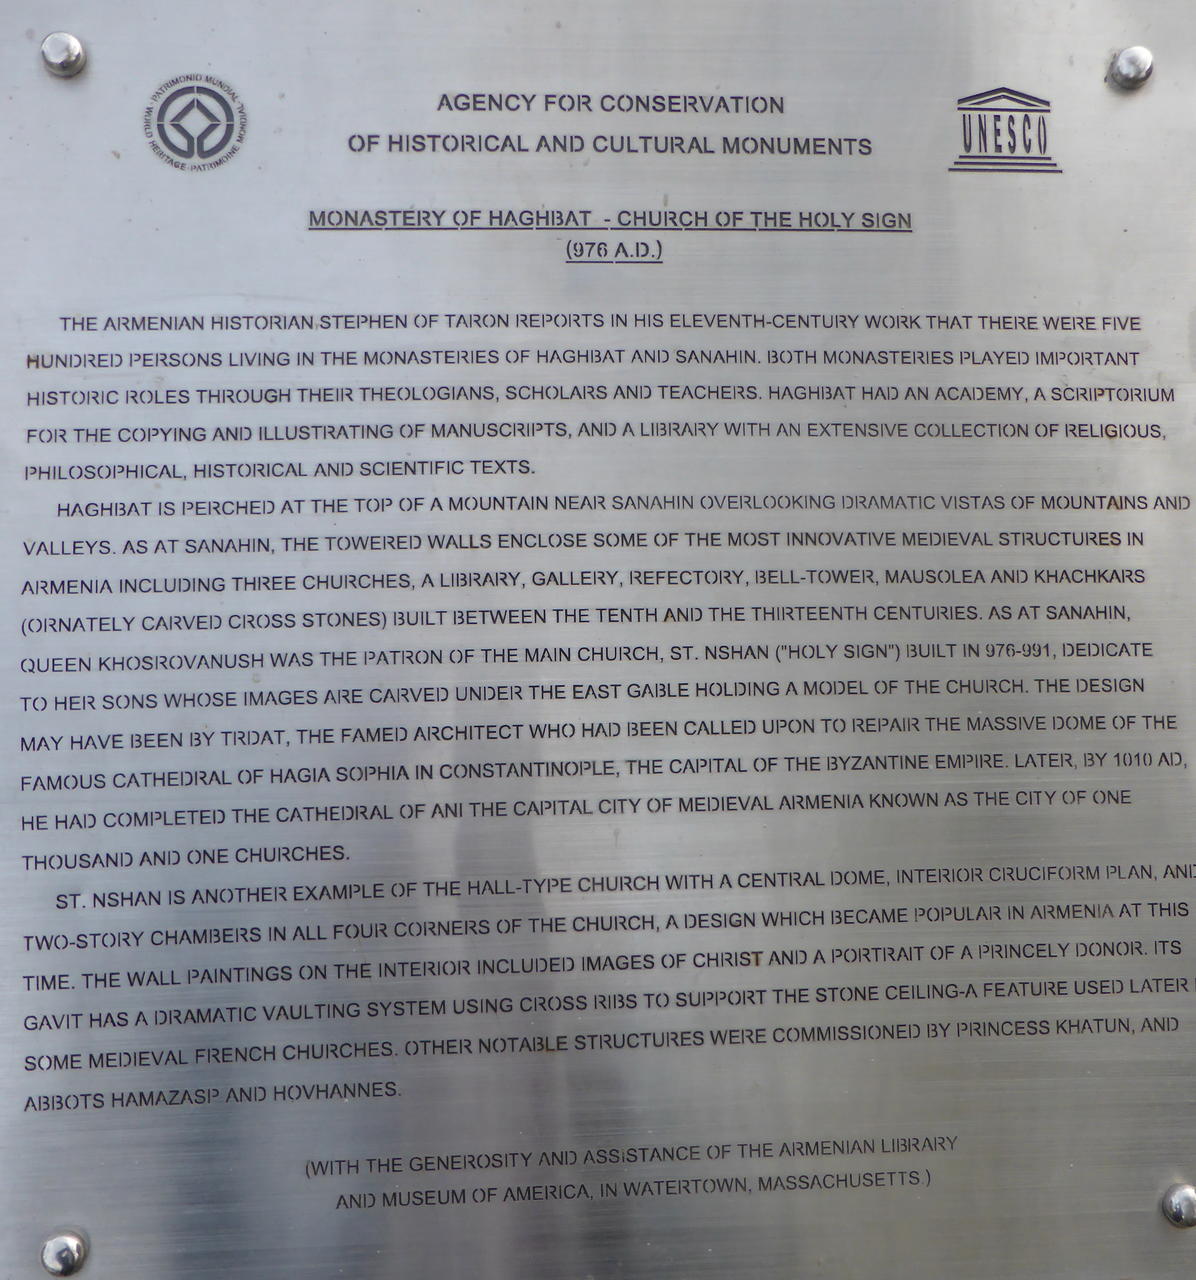 PATRIMONIO MUNDIAL · WORLD HERITAGE · PATRIMOINE MONDIAL
AGENCY FOR CONSERVATION
OF HISTORICAL AND CULTURAL MONUMENTS
UNESCO
MONASTERY OF HAGHBAT - CHURCH OF THE HOLY SIGN
(976 A.D.)
THE ARMENIAN HISTORIAN STEPHEN OF TARON REPORTS IN HIS ELEVENTH-CENTURY WORK THAT THERE WERE FIVE
HUNDRED PERSONS LIVING IN THE MONASTERIES OF HAGHBAT AND SANAHIN. BOTH MONASTERIES PLAYED IMPORTANT
HISTORIC ROLES THROUGH THEIR THEOLOGIANS, SCHOLARS AND TEACHERS. HAGHBAT HAD AN ACADEMY, A SCRIPTORIUM
FOR THE COPYING AND ILLUSTRATING OF MANUSCRIPTS, AND A LIBRARY WITH AN EXTENSIVE COLLECTION OF RELIGIOUS,
PHILOSOPHICAL, HISTORICAL AND SCIENTIFIC TEXTS.
HAGHBAT IS PERCHED AT THE TOP OF A MOUNTAIN NEAR SANAHIN OVERLOOKING DRAMATIC VISTAS OF MOUNTAINS AND
VALLEYS. AS AT SANAHIN, THE TOWERED WALLS ENCLOSE SOME OF THE MOST INNOVATIVE MEDIEVAL STRUCTURES IN
ARMENIA INCLUDING THREE CHURCHES, A LIBRARY, GALLERY, REFECTORY, BELL-TOWER, MAUSOLEA AND KHACHKARS
(ORNATELY CARVED CROSS STONES) BUILT BETWEEN THE TENTH AND THE THIRTEENTH CENTURIES. AS AT SANAHIN,
QUEEN KHOSROVANUSH WAS THE PATRON OF THE MAIN CHURCH, ST. NSHAN ("HOLY SIGN") BUILT IN 976-991, DEDICATE
TO HER SONS WHOSE IMAGES ARE CARVED UNDER THE EAST GABLE HOLDING A MODEL OF THE CHURCH. THE DESIGN
MAY HAVE BEEN BY TRDAT, THE FAMED ARCHITECT WHO HAD BEEN CALLED UPON TO REPAIR THE MASSIVE DOME OF THE
FAMOUS CATHEDRAL OF HAGIA SOPHIA IN CONSTANTINOPLE, THE CAPITAL OF THE BYZANTINE EMPIRE. LATER, BY 1010 AD,
HE HAD COMPLETED THE CATHEDRAL OF ANI THE CAPITAL CITY OF MEDIEVAL ARMENIA KNOWN AS THE CITY OF ONE
THOUSAND AND ONE CHURCHES.
ST. NSHAN IS ANOTHER EXAMPLE OF THE HALL-TYPE CHURCH WITH A CENTRAL DOME, INTERIOR CRUCIFORM PLAN, AND
TWO-STORY CHAMBERS IN ALL FOUR CORNERS OF THE CHURCH, A DESIGN WHICH BECAME POPULAR IN ARMENIA AT THIS
TIME. THE WALL PAINTINGS ON THE INTERIOR INCLUDED IMAGES OF CHRIST AND A PORTRAIT OF A PRINCELY DONOR. ITS
GAVIT HAS A DRAMATIC VAULTING SYSTEM USING CROSS RIBS TO SUPPORT THE STONE CEILING-A FEATURE USED LATER
SOME MEDIEVAL FRENCH CHURCHES. OTHER NOTABLE STRUCTURES WERE COMMISSIONED BY PRINCESS KHATUN, AND
ABBOTS HAMAZASP AND HOVHANNES.
(WITH THE GENEROSITY AND ASSISTANCE OF THE ARMENIAN LIBRARY
AND MUSEUM OF AMERICA, IN WATERTOWN, MASSACHUSETTS.)